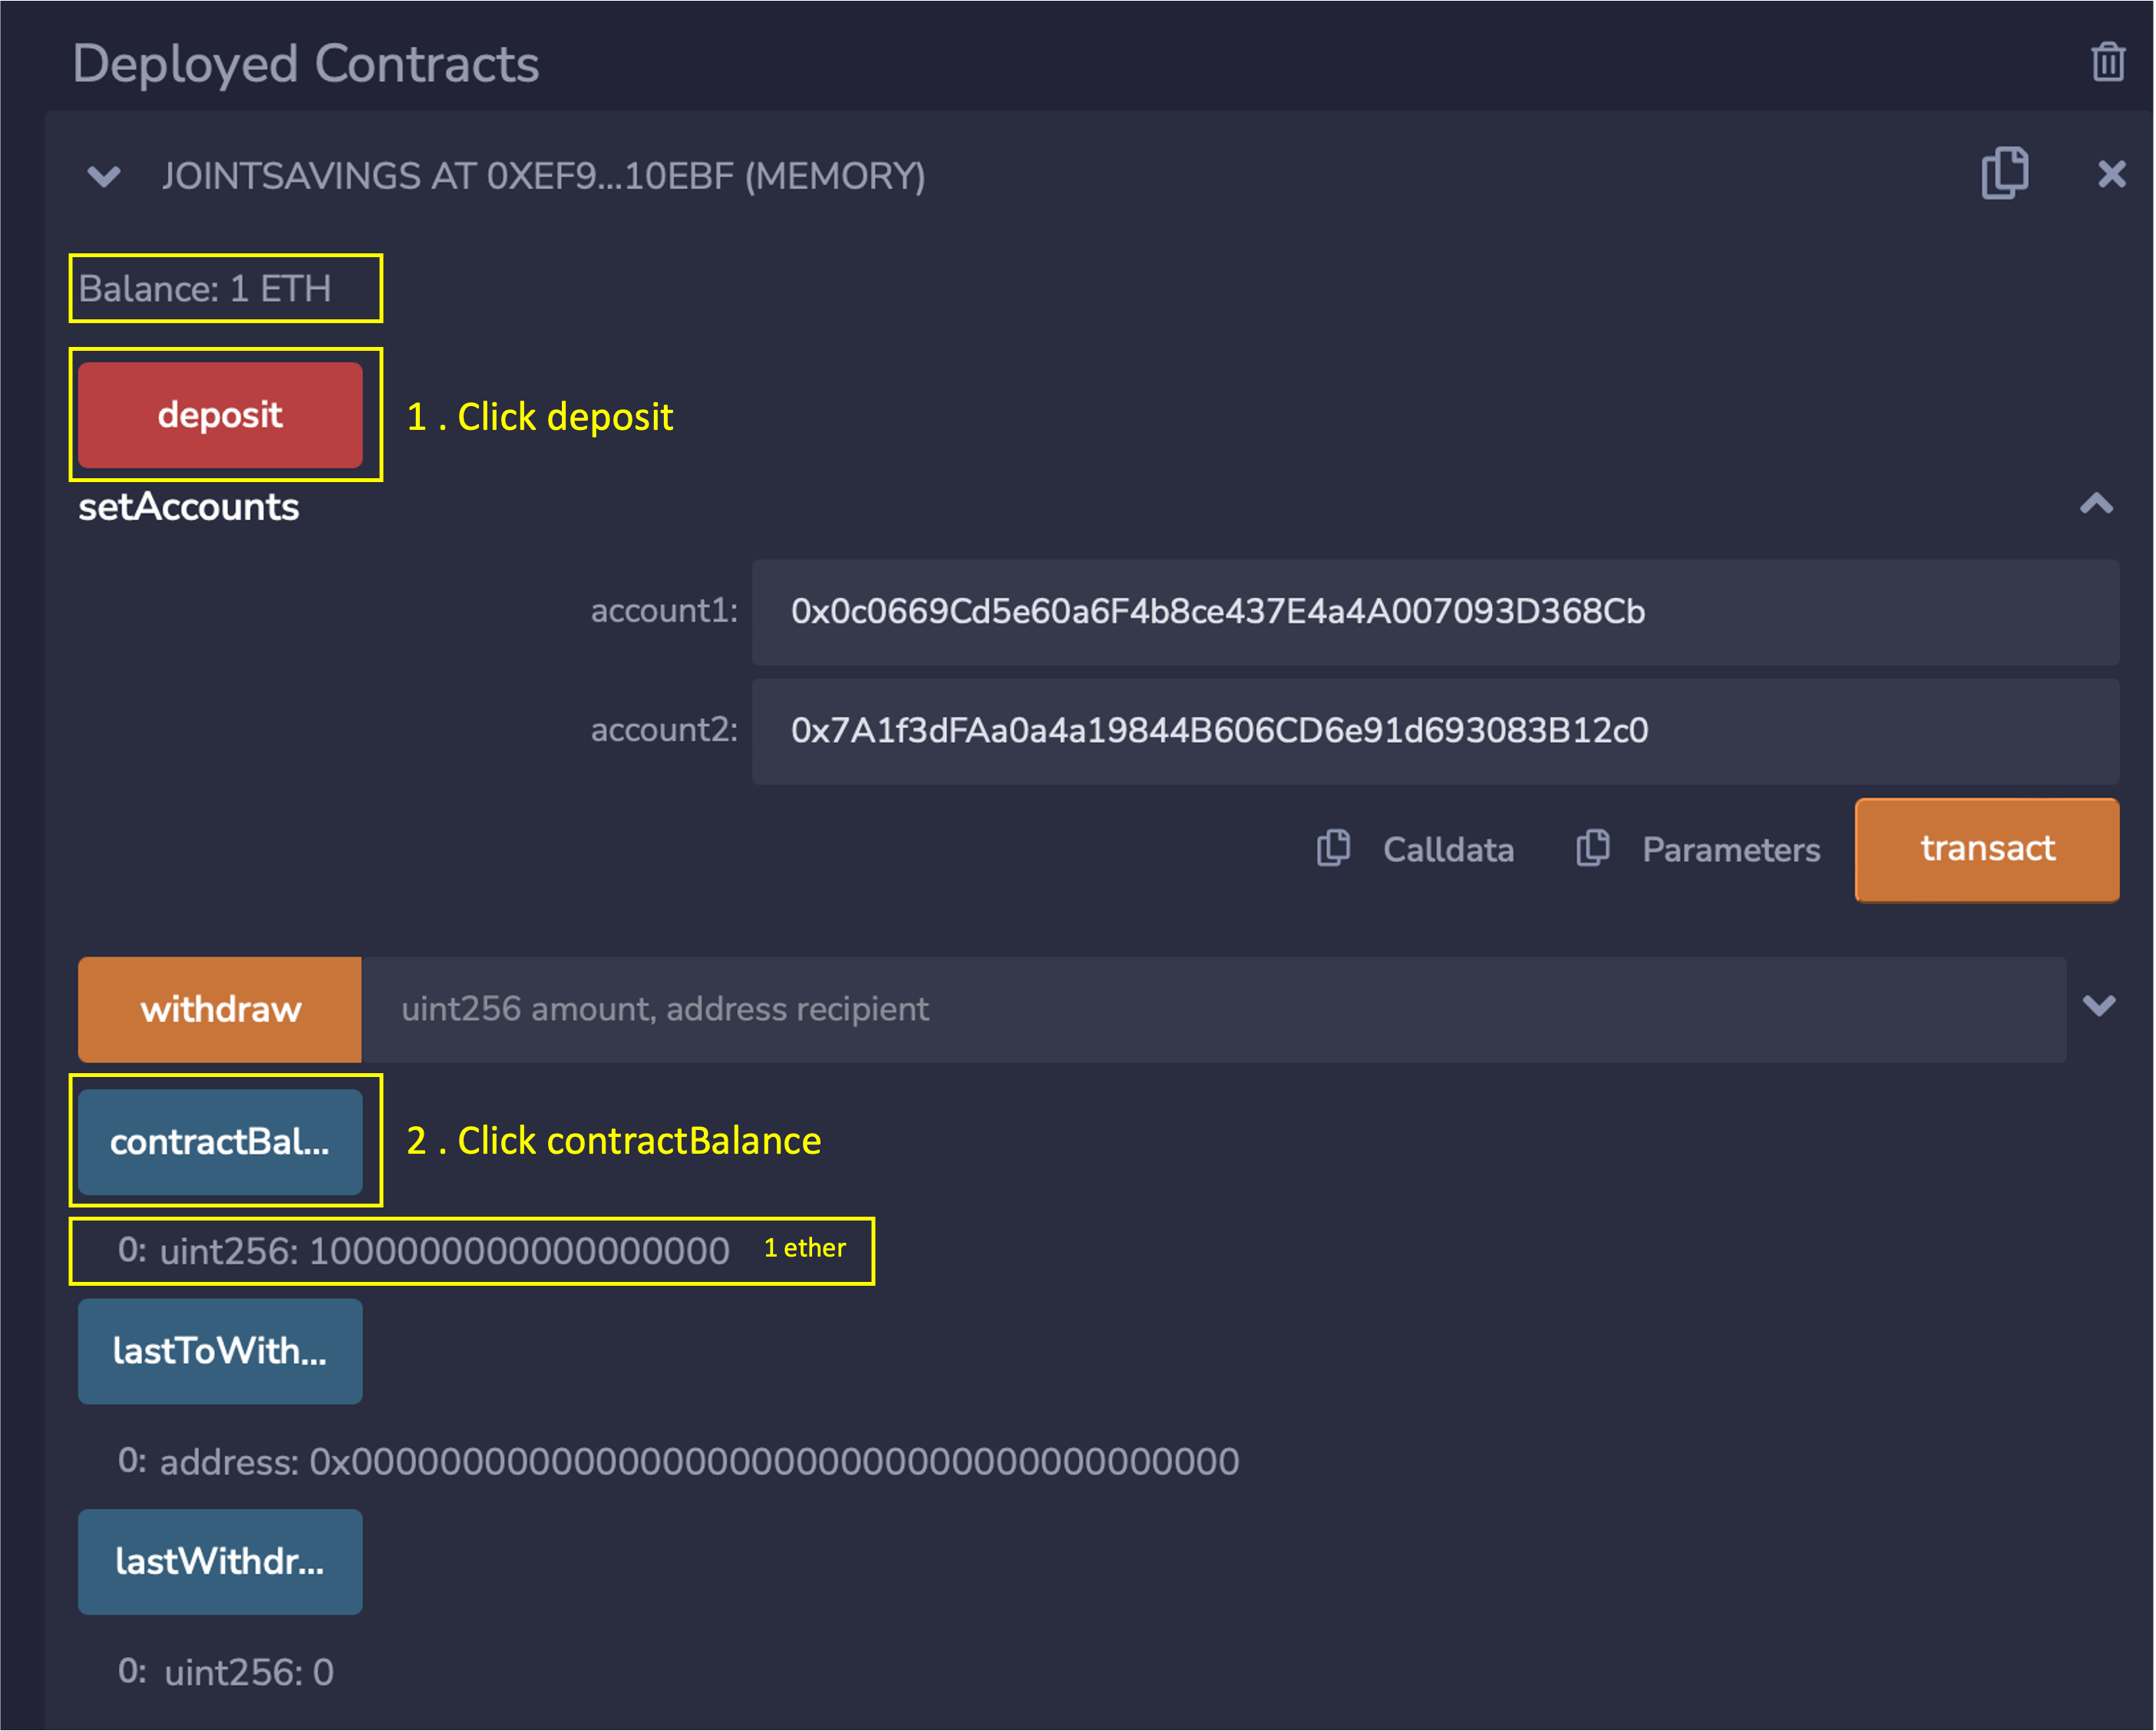 Deployed Contracts
JOINTSAVINGS AT 0XEF9...10EBF (MEMORY)
Balance: 1 ETH
deposit
1 . Click deposit
setAccounts
account1: 0x0c0669Cd5e60a6F4b8ce437E4a4A007093D368Cb
account2: 0x7A1f3dFAa0a4a19844B606CD6e91d693083B12c0
Calldata
Parameters
transact
withdraw
uint256 amount, address recipient
contractBal...
2 . Click contractBalance
0: uint256: 1000000000000000000 1 ether
lastToWith...
0: address: 0x0000000000000000000000000000000000000000
lastWithdr...
0: uint256: 0